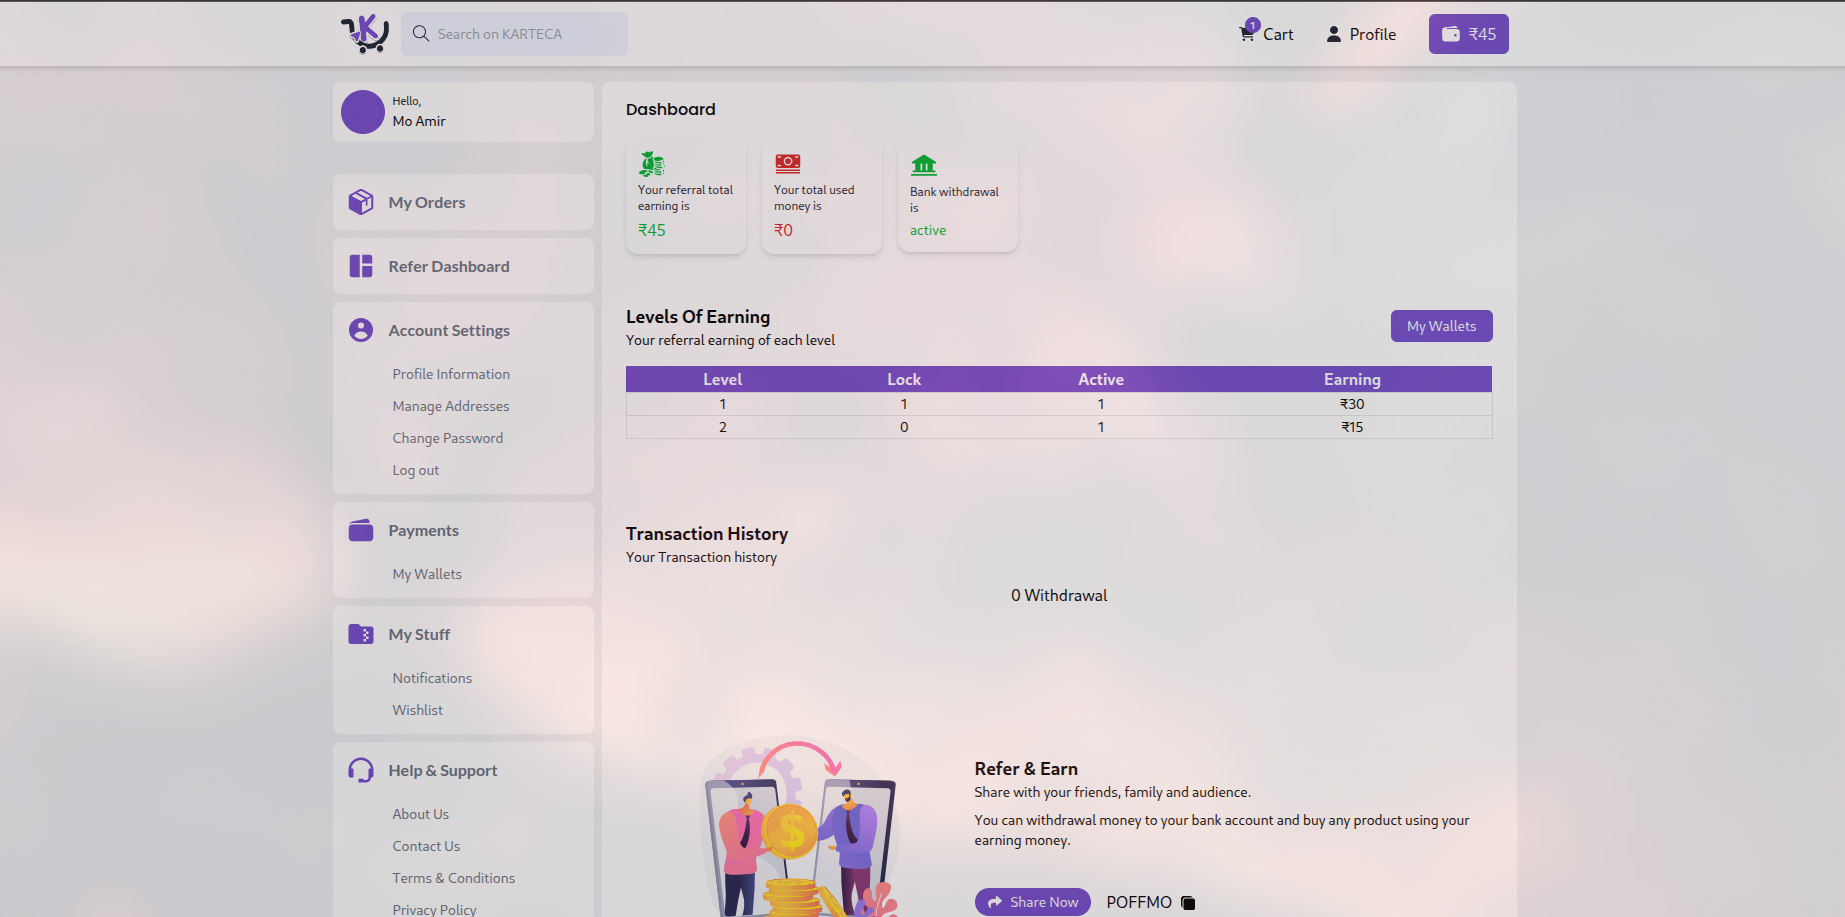 K
Search on KARTECA
1
Cart
Profile
₹45
Hello,
Mo Amir
My Orders
Refer Dashboard
Account Settings
Profile Information
Manage Addresses
Change Password
Log out
Payments
My Wallets
My Stuff
Notifications
Wishlist
Help & Support
About Us
Contact Us
Terms & Conditions
Privacy Policy
Dashboard
Your referral total
earning is
₹45
Your total used
money is
₹0
Bank withdrawal
is
active
Levels Of Earning
Your referral earning of each level
My Wallets
Level Lock Active Earning
1 1 1 ₹30
2 0 1 ₹15
Transaction History
Your Transaction history
0 Withdrawal
$
Refer & Earn
Share with your friends, family and audience.
You can withdrawal money to your bank account and buy any product using your
earning money.
Share Now
POFFMO